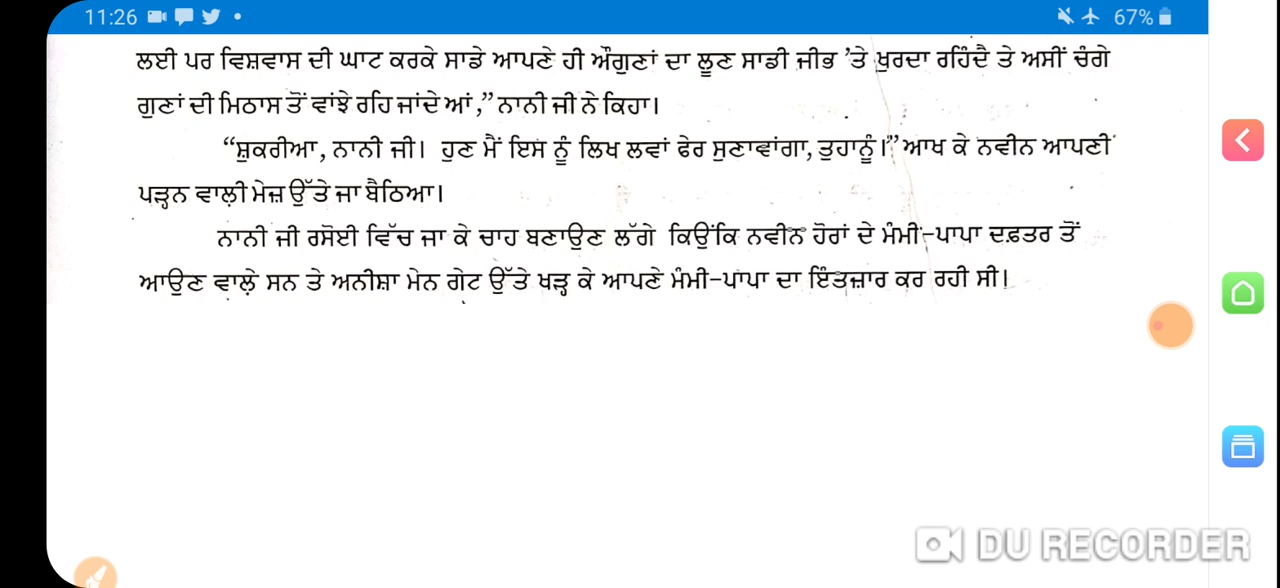 11:26
67%
ਲਈ ਪਰ ਵਿਸ਼ਵਾਸ ਦੀ ਘਾਟ ਕਰਕੇ ਸਾਡੇ ਆਪਣੇ ਹੀ ਔਗੁਣਾਂ ਦਾ ਲੂਣ ਸਾਡੀ ਜੀਭ 'ਤੇ ਖੁਰਦਾ ਰਹਿੰਦੈ ਤੇ ਅਸੀਂ ਚੰਗੇ
ਗੁਣਾਂ ਦੀ ਮਿਠਾਸ ਤੋਂ ਵਾਂਝੇ ਰਹਿ ਜਾਂਦੇ ਆਂ,” ਨਾਨੀ ਜੀ ਨੇ ਕਿਹਾ।
“ਸ਼ੁਕਰੀਆ, ਨਾਨੀ ਜੀ। ਹੁਣ ਮੈਂ ਇਸ ਨੂੰ ਲਿਖ ਲਵਾਂ ਫੇਰ ਸੁਣਾਵਾਂਗਾ, ਤੁਹਾਨੂੰ।” ਆਖ ਕੇ ਨਵੀਨ ਆਪਣੀ
ਪੜ੍ਹਨ ਵਾਲੀ ਮੇਜ਼ ਉੱਤੇ ਜਾ ਬੈਠਿਆ।
ਨਾਨੀ ਜੀ ਰਸੋਈ ਵਿੱਚ ਜਾ ਕੇ ਚਾਹ ਬਣਾਉਣ ਲੱਗੇ ਕਿਉਂਕਿ ਨਵੀਨ ਹੋਰਾਂ ਦੇ ਮੰਮੀ-ਪਾਪਾ ਦਫ਼ਤਰ ਤੋਂ
ਆਉਣ ਵਾਲ਼ੇ ਸਨ ਤੇ ਅਨੀਸ਼ਾ ਮੇਨ ਗੇਟ ਉੱਤੇ ਖੜ੍ਹ ਕੇ ਆਪਣੇ ਮੰਮੀ-ਪਾਪਾ ਦਾ ਇੰਤਜ਼ਾਰ ਕਰ ਰਹੀ ਸੀ।
DU RECORDER